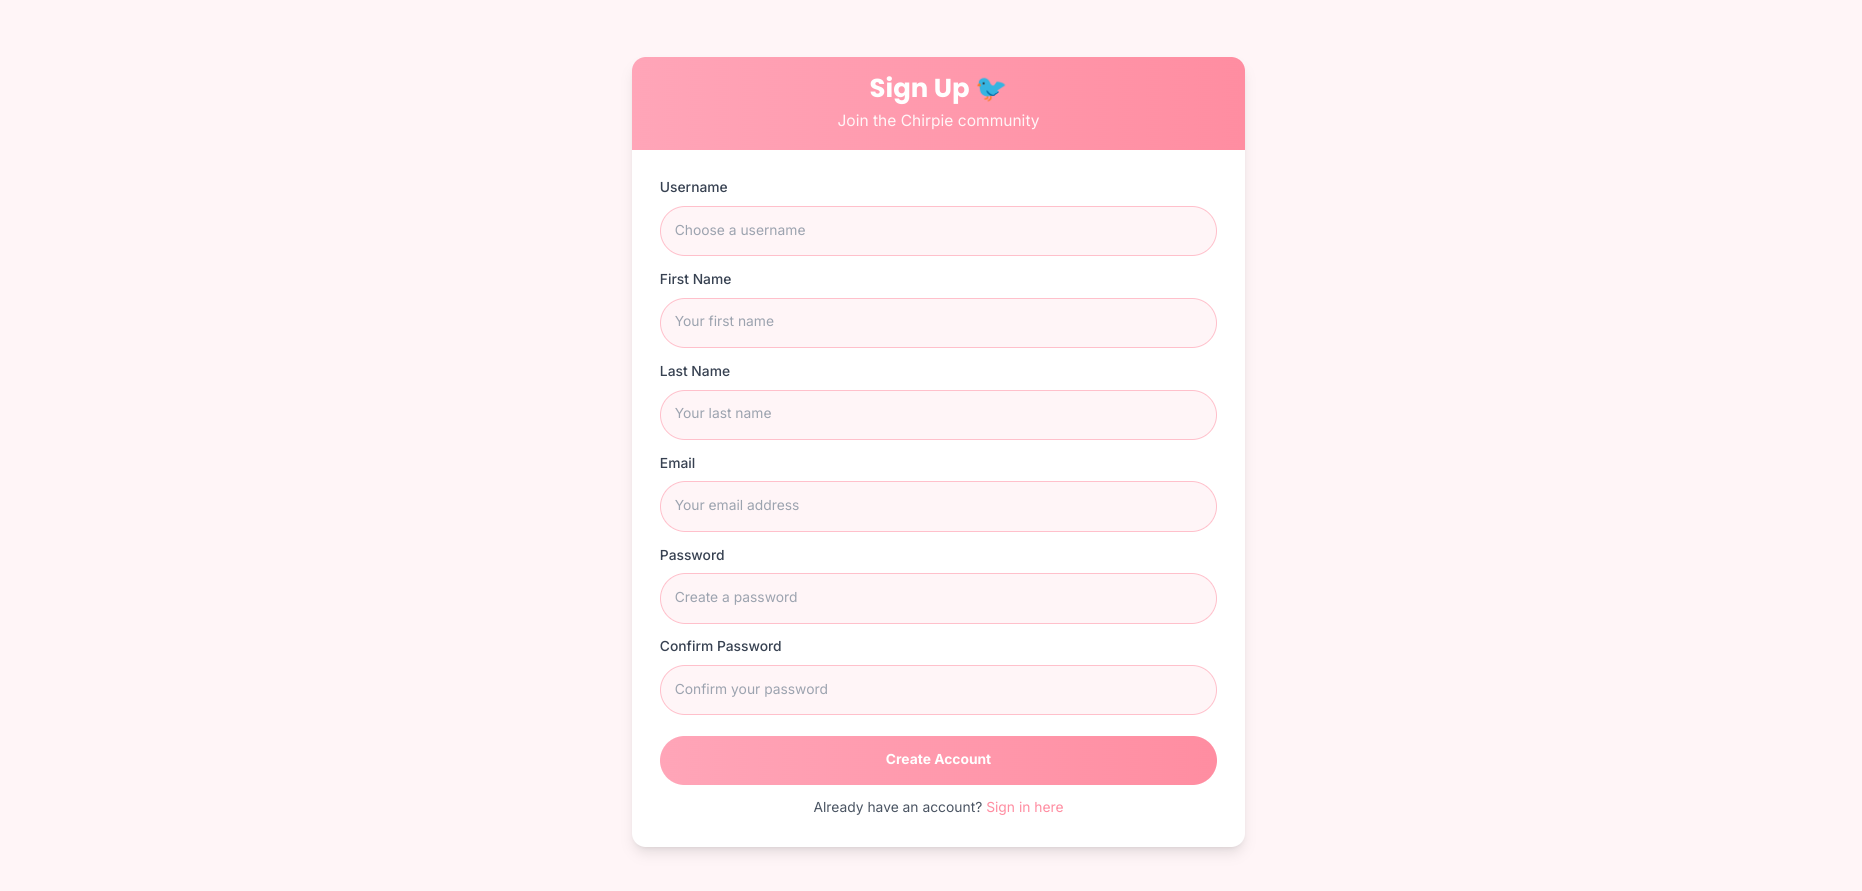 Sign Up 🐦
Join the Chirpie community
Username
Choose a username
First Name
Your first name
Last Name
Your last name
Email
Your email address
Password
Create a password
Confirm Password
Confirm your password
Create Account
Already have an account? Sign in here